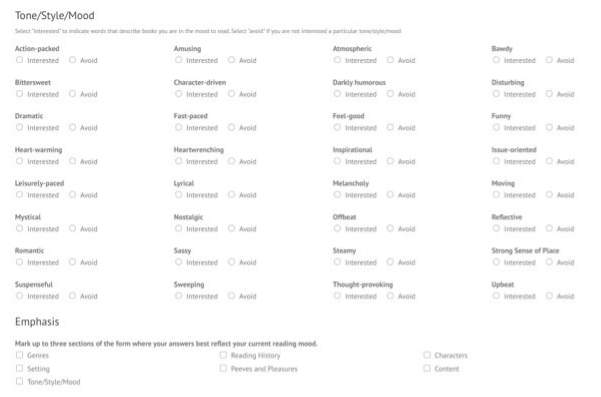 Tone/Style/Mood
Select "Interested" to indicate words that describe books you are in the mood to read. Select "avoid" if you are not interested a particular tone/style/mood
Action-packed Amusing Atmospheric Bawdy
Interested Avoid Interested Avoid Interested Avoid Interested Avoid
Bittersweet Character-driven Darkly humorous Disturbing
Interested Avoid Interested Avoid Interested Avoid Interested Avoid
Dramatic Fast-paced Feel-good Funny
Interested Avoid Interested Avoid Interested Avoid Interested Avoid
Heart-warming Heartwrenching Inspirational Issue-oriented
Interested Avoid Interested Avoid Interested Avoid Interested Avoid
Leisurely-paced Lyrical Melancholy Moving
Interested Avoid Interested Avoid Interested Avoid Interested Avoid
Mystical Nostalgic Offbeat Reflective
Interested Avoid Interested Avoid Interested Avoid Interested Avoid
Romantic Sassy Steamy Strong Sense of Place
Interested Avoid Interested Avoid Interested Avoid Interested Avoid
Suspenseful Sweeping Thought-provoking Upbeat
Interested Avoid Interested Avoid Interested Avoid Interested Avoid
Emphasis
Mark up to three sections of the form where your answers best reflect your current reading mood.
Genres Reading History Characters
Setting Peeves and Pleasures Content
Tone/Style/Mood